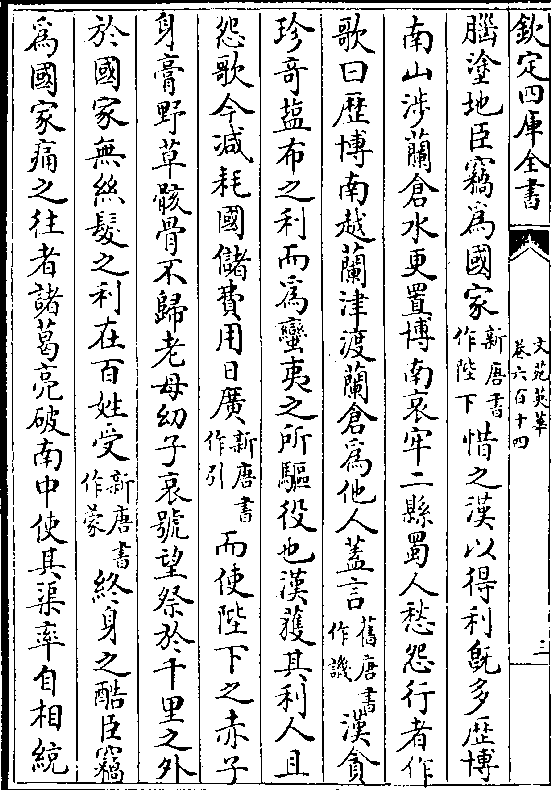 欽定四庫全書
文苑英華
卷六百十四
三
腦塗地臣竊為國家新唐書作陛下惜之漢以得利旣多歴博
南山涉蘭倉水更置博南哀牢二縣蜀人愁怨行者作
歌曰歴博南越蘭津渡蘭倉為他人蓋言舊唐書作譏漢貪
珍竒鹽布之利而為蠻夷之所驅役也漢獲其利人且
怨歌今減耗國儲費用日廣新唐書作引而使陛下之赤子
身膏野草骸骨不歸老母幼子哀號望祭於千里之外
於國家無絲髮之利在百姓受新唐書作蒙終身之酷臣竊
為國家痛之往者諸葛亮破南中使其渠率自相統